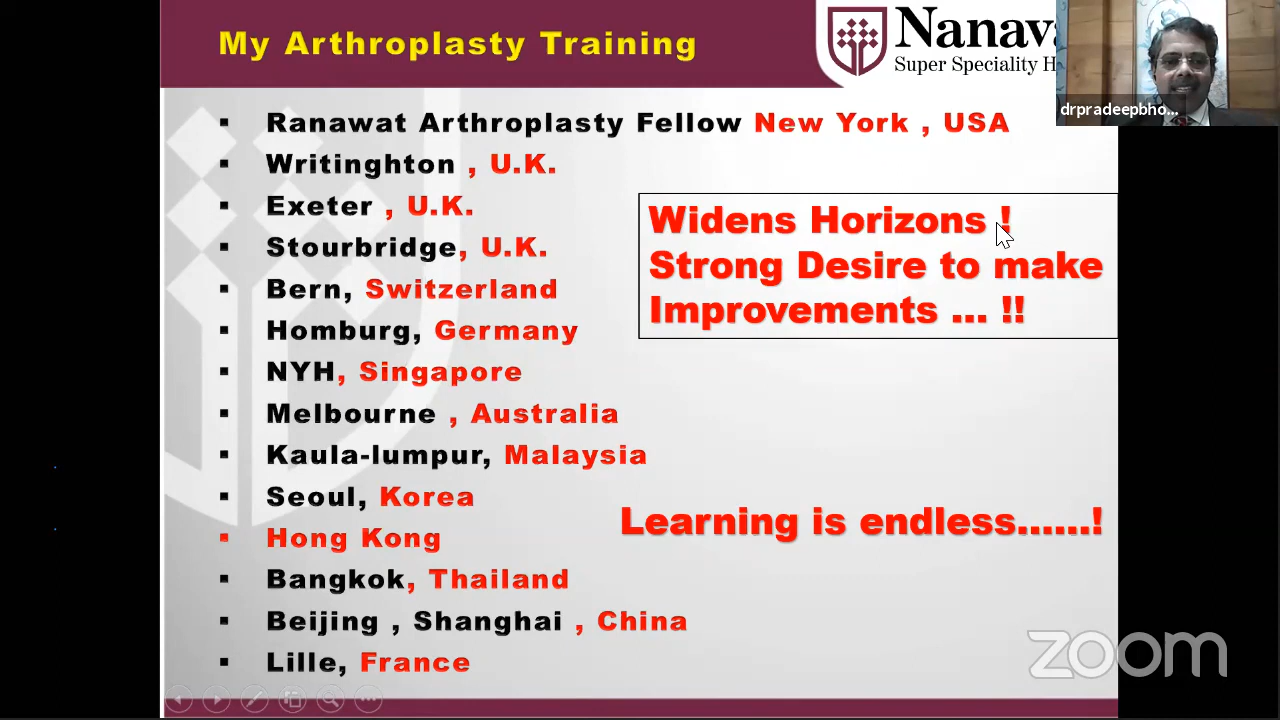 My Arthroplasty Training
Nanava
Super Speciality H
drpradeepbho...
Ranawat Arthroplasty Fellow New York , USA
Writinghton , U.K.
Exeter , U.K.
Stourbridge, U.K.
Bern, Switzerland
Homburg, Germany
NYH, Singapore
Melbourne , Australia
Kaula-lumpur, Malaysia
Seoul, Korea
Hong Kong
Bangkok, Thailand
Beijing , Shanghai , China
Lille, France
Widens Horizons !
Strong Desire to make
Improvements ... !!
Learning is endless......!
zoom